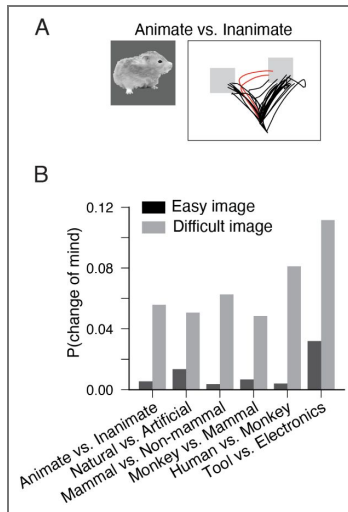 A
Animate vs. Inanimate
B
0.12
0.08
0.04
0.00
P(change of mind)
Easy image
Difficult image
Animate vs. Inanimate
Natural vs. Artificial
Mammal vs. Non-mammal
Monkey vs. Mammal
Human vs. Monkey
Tool vs. Electronics